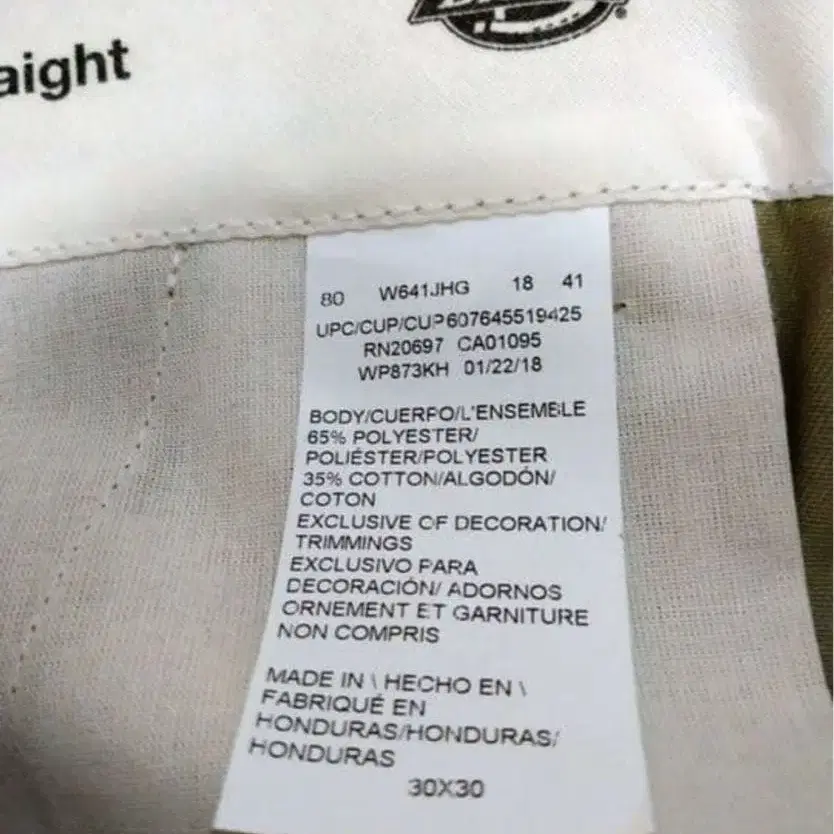 aight
80 W641JHG 18 41
UPC/CUP/CUP607645519425
RN20697 CA01095
WP873KH 01/22/18
BODY/CUERPO/L'ENSEMBLE
65% POLYESTER/
POLIÉSTER/POLYESTER
35% COTTON/ALGODÓN/
COTON
EXCLUSIVE OF DECORATION/
TRIMMINGS
EXCLUSIVO PARA
DECORACIÓN/ ADORNOS
ORNEMENT ET GARNITURE
NON COMPRIS
MADE IN \ HECHO EN \
FABRIQUÉ EN
HONDURAS/HONDURAS/
HONDURAS
30X30